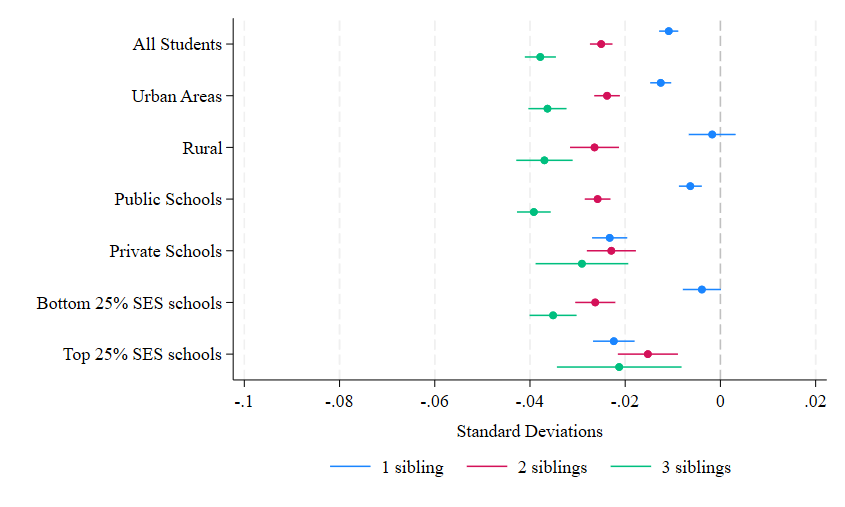 All Students
Urban Areas
Rural
Public Schools
Private Schools
Bottom 25% SES schools
Top 25% SES schools
-.1 -.08 -.06 -.04 -.02 0 .02
Standard Deviations
1 sibling 2 siblings 3 siblings